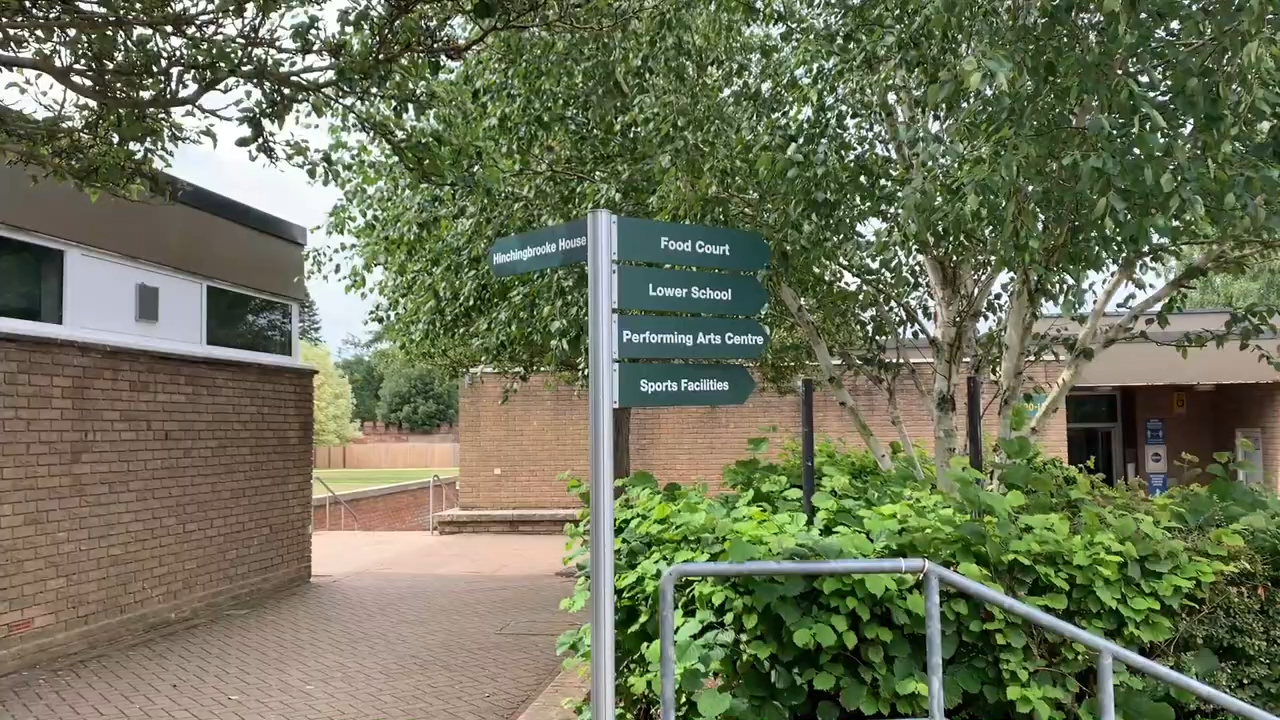 Hinchingbrooke House
Food Court
Lower School
Performing Arts Centre
Sports Facilities